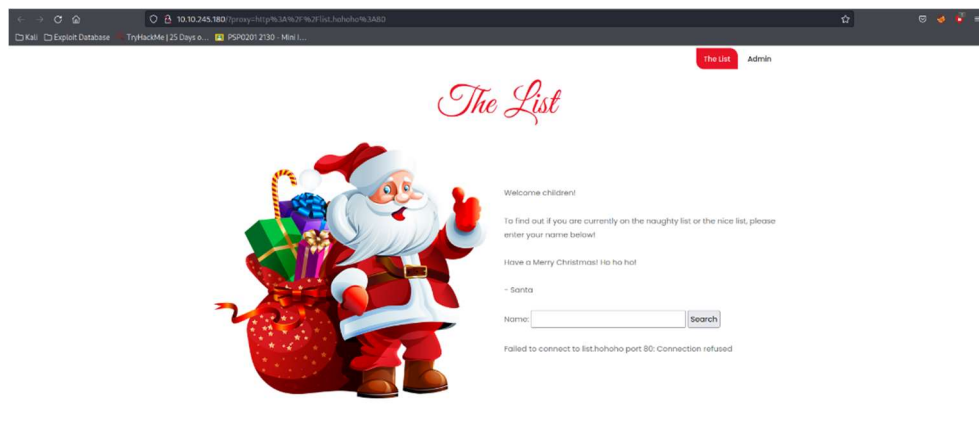 10.10.245.180/?proxy=http%3A%2F%2Flist.hohoho%3A80
Kali Exploit Database TryHackMe | 25 Days o... PSP0201 2130 - Mini I...
The List Admin
The List
Welcome children!
To find out if you are currently on the naughty list or the nice list, please
enter your name below!
Have a Merry Christmas! Ho ho ho!
- Santa
Name: Search
Failed to connect to list.hohoho port 80: Connection refused